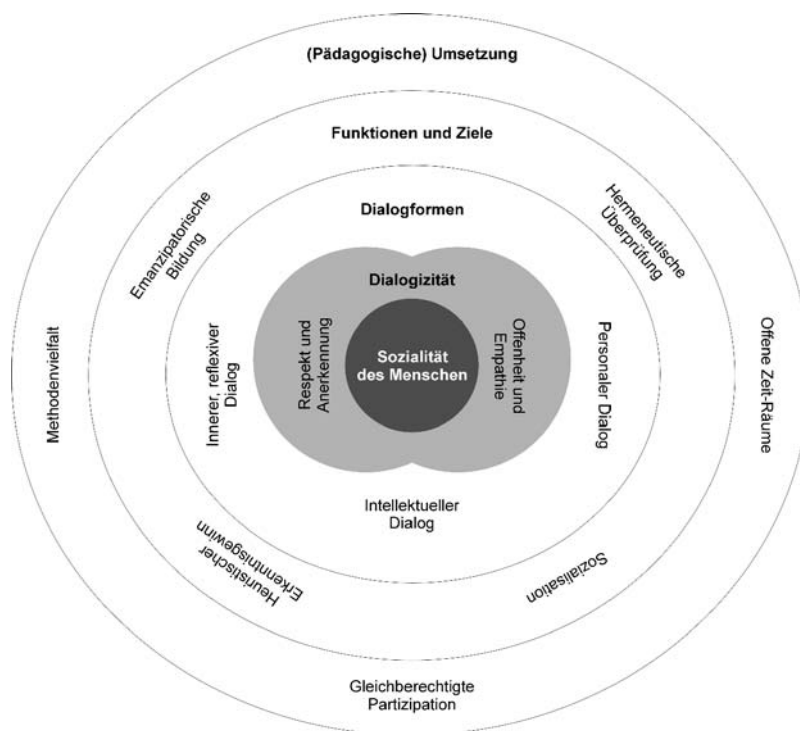 (Pädagogische) Umsetzung
Funktionen und Ziele
Dialogformen
Dialogizität
Sozialität
des Menschen
Respekt und
Anerkennung
Offenheit und
Empathie
Innerer, reflexiver
Dialog
Personaler Dialog
Intellektueller
Dialog
Emanzipatorische
Bildung
Hermeneutische
Überprüfung
Heuristischer
Erkenntnisgewinn
Sozialisation
Methodenvielfalt
Offene Zeit-Räume
Gleichberechtigte
Partizipation